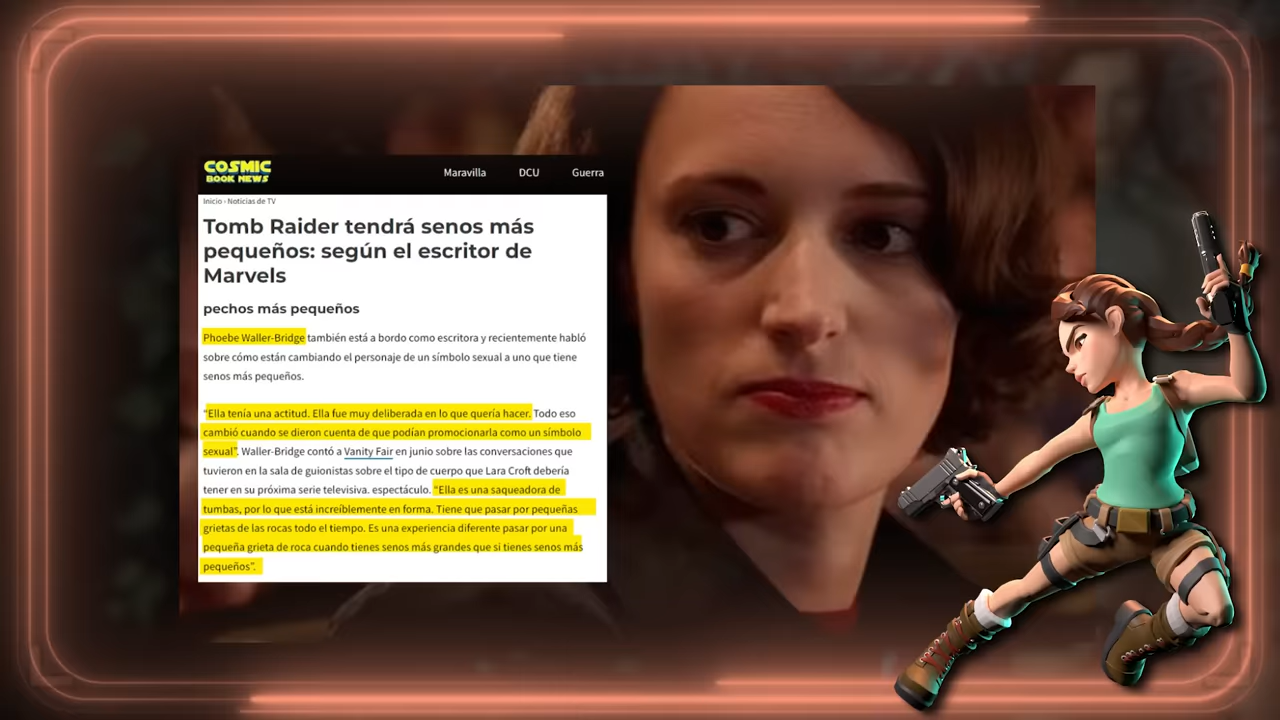 COSMIC
BOOK NEWS
Maravilla DCU Guerra
Inicio › Noticias de TV
Tomb Raider tendrá senos más
pequeños: según el escritor de
Marvels
pechos más pequeños
Phoebe Waller-Bridge también está a bordo como escritora y recientemente habló
sobre cómo están cambiando el personaje de un símbolo sexual a uno que tiene
senos más pequeños.
“Ella tenía una actitud. Ella fue muy deliberada en lo que quería hacer. Todo eso
cambió cuando se dieron cuenta de que podían promocionarla como un símbolo
sexual”. Waller-Bridge contó a Vanity Fair en junio sobre las conversaciones que
tuvieron en la sala de guionistas sobre el tipo de cuerpo que Lara Croft debería
tener en su próxima serie televisiva. espectáculo. “Ella es una saqueadora de
tumbas, por lo que está increíblemente en forma. Tiene que pasar por pequeñas
grietas de las rocas todo el tiempo. Es una experiencia diferente pasar por una
pequeña grieta de roca cuando tienes senos más grandes que si tienes senos más
pequeños”.